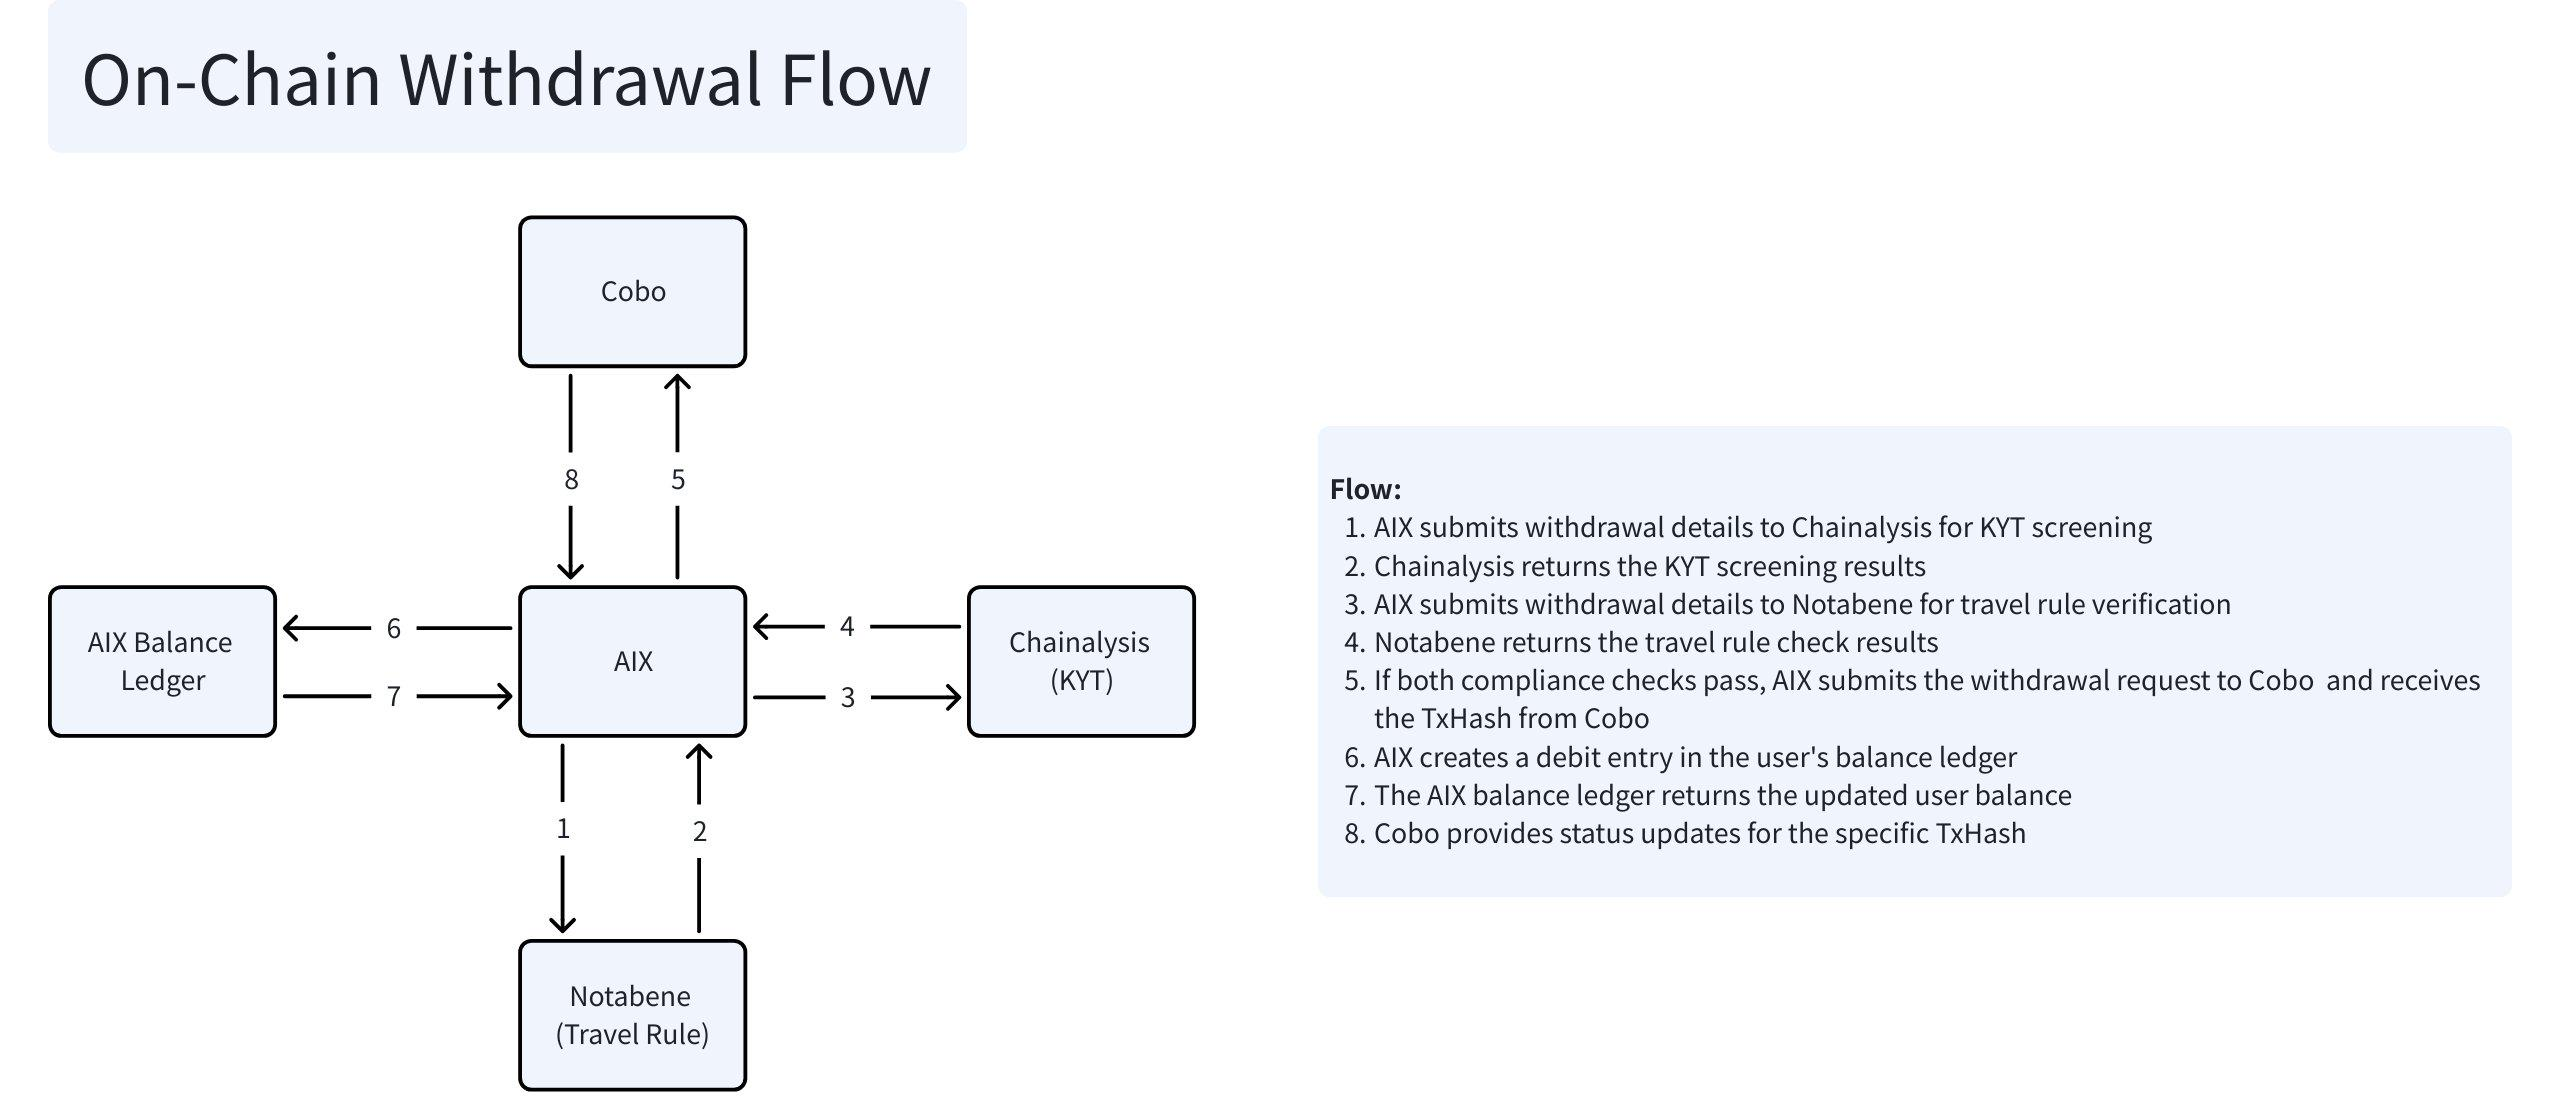 On-Chain Withdrawal Flow
Cobo
8
5
AIX Balance
Ledger
6
7
AIX
4
3
Chainalysis
(KYT)
1
2
Notabene
(Travel Rule)
Flow:
1. AIX submits withdrawal details to Chainalysis for KYT screening
2. Chainalysis returns the KYT screening results
3. AIX submits withdrawal details to Notabene for travel rule verification
4. Notabene returns the travel rule check results
5. If both compliance checks pass, AIX submits the withdrawal request to Cobo  and receives
the TxHash from Cobo
6. AIX creates a debit entry in the user's balance ledger
7. The AIX balance ledger returns the updated user balance
8. Cobo provides status updates for the specific TxHash